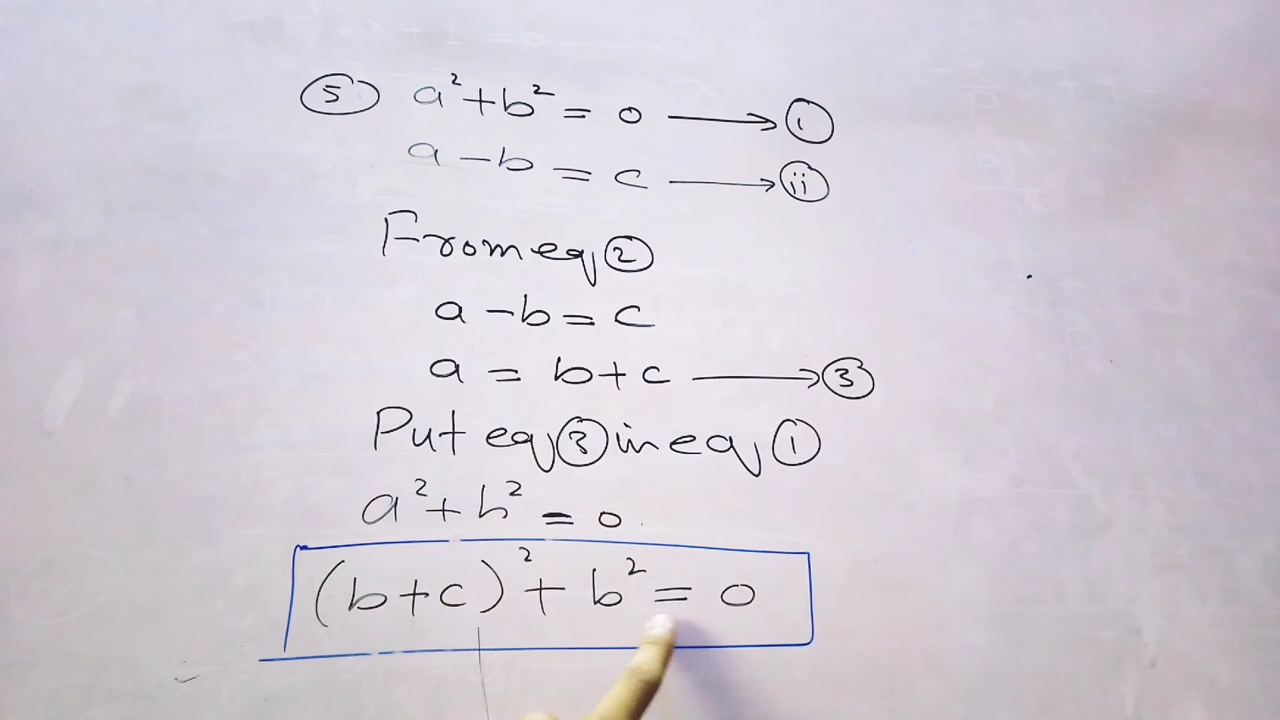 ⑤ a² + b² = 0 ⟶ ⓘ
a - b = c ⟶ ⓘⓘ
From eq ②
a - b = c
a = b + c ⟶ ③
Put eq ③ in eq ①
a² + b² = 0
(b + c)² + b² = 0